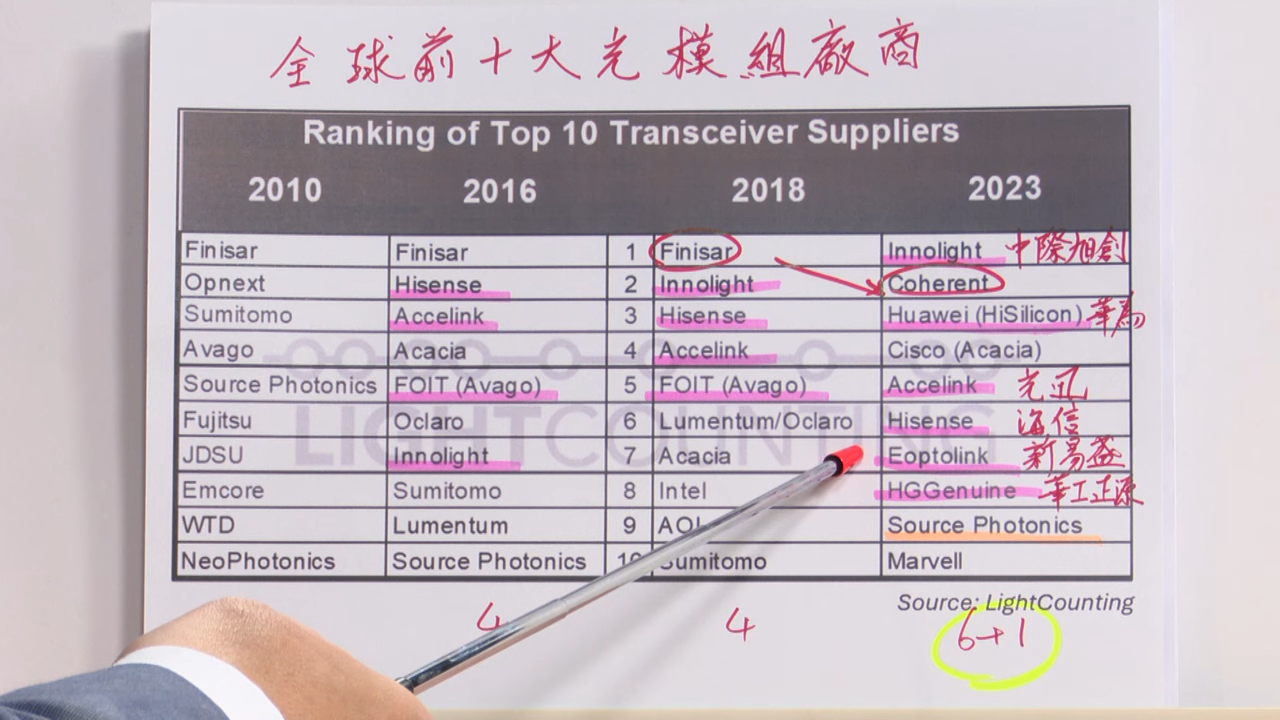 全球前十大光模組廠商
Ranking of Top 10 Transceiver Suppliers
2010 2016 2018 2023
Finisar Finisar 1 Finisar Innolight 中際旭創
Opnext Hisense 2 Innolight Coherent
Sumitomo Accelink 3 Hisense Huawei (HiSilicon) 華為
Avago Acacia 4 Accelink Cisco (Acacia)
Source Photonics FOIT (Avago) 5 FOIT (Avago) Accelink 光迅
Fujitsu Oclaro 6 Lumentum/Oclaro Hisense 海信
JDSU Innolight 7 Acacia Eoptolink 新易盛
Emcore Sumitomo 8 Intel HGGenuine 華工正源
WTD Lumentum 9 AOI Source Photonics
NeoPhotonics Source Photonics 10 Sumitomo Marvell
LIGHTCOUNTING
Source: LightCounting
4 4 6+1